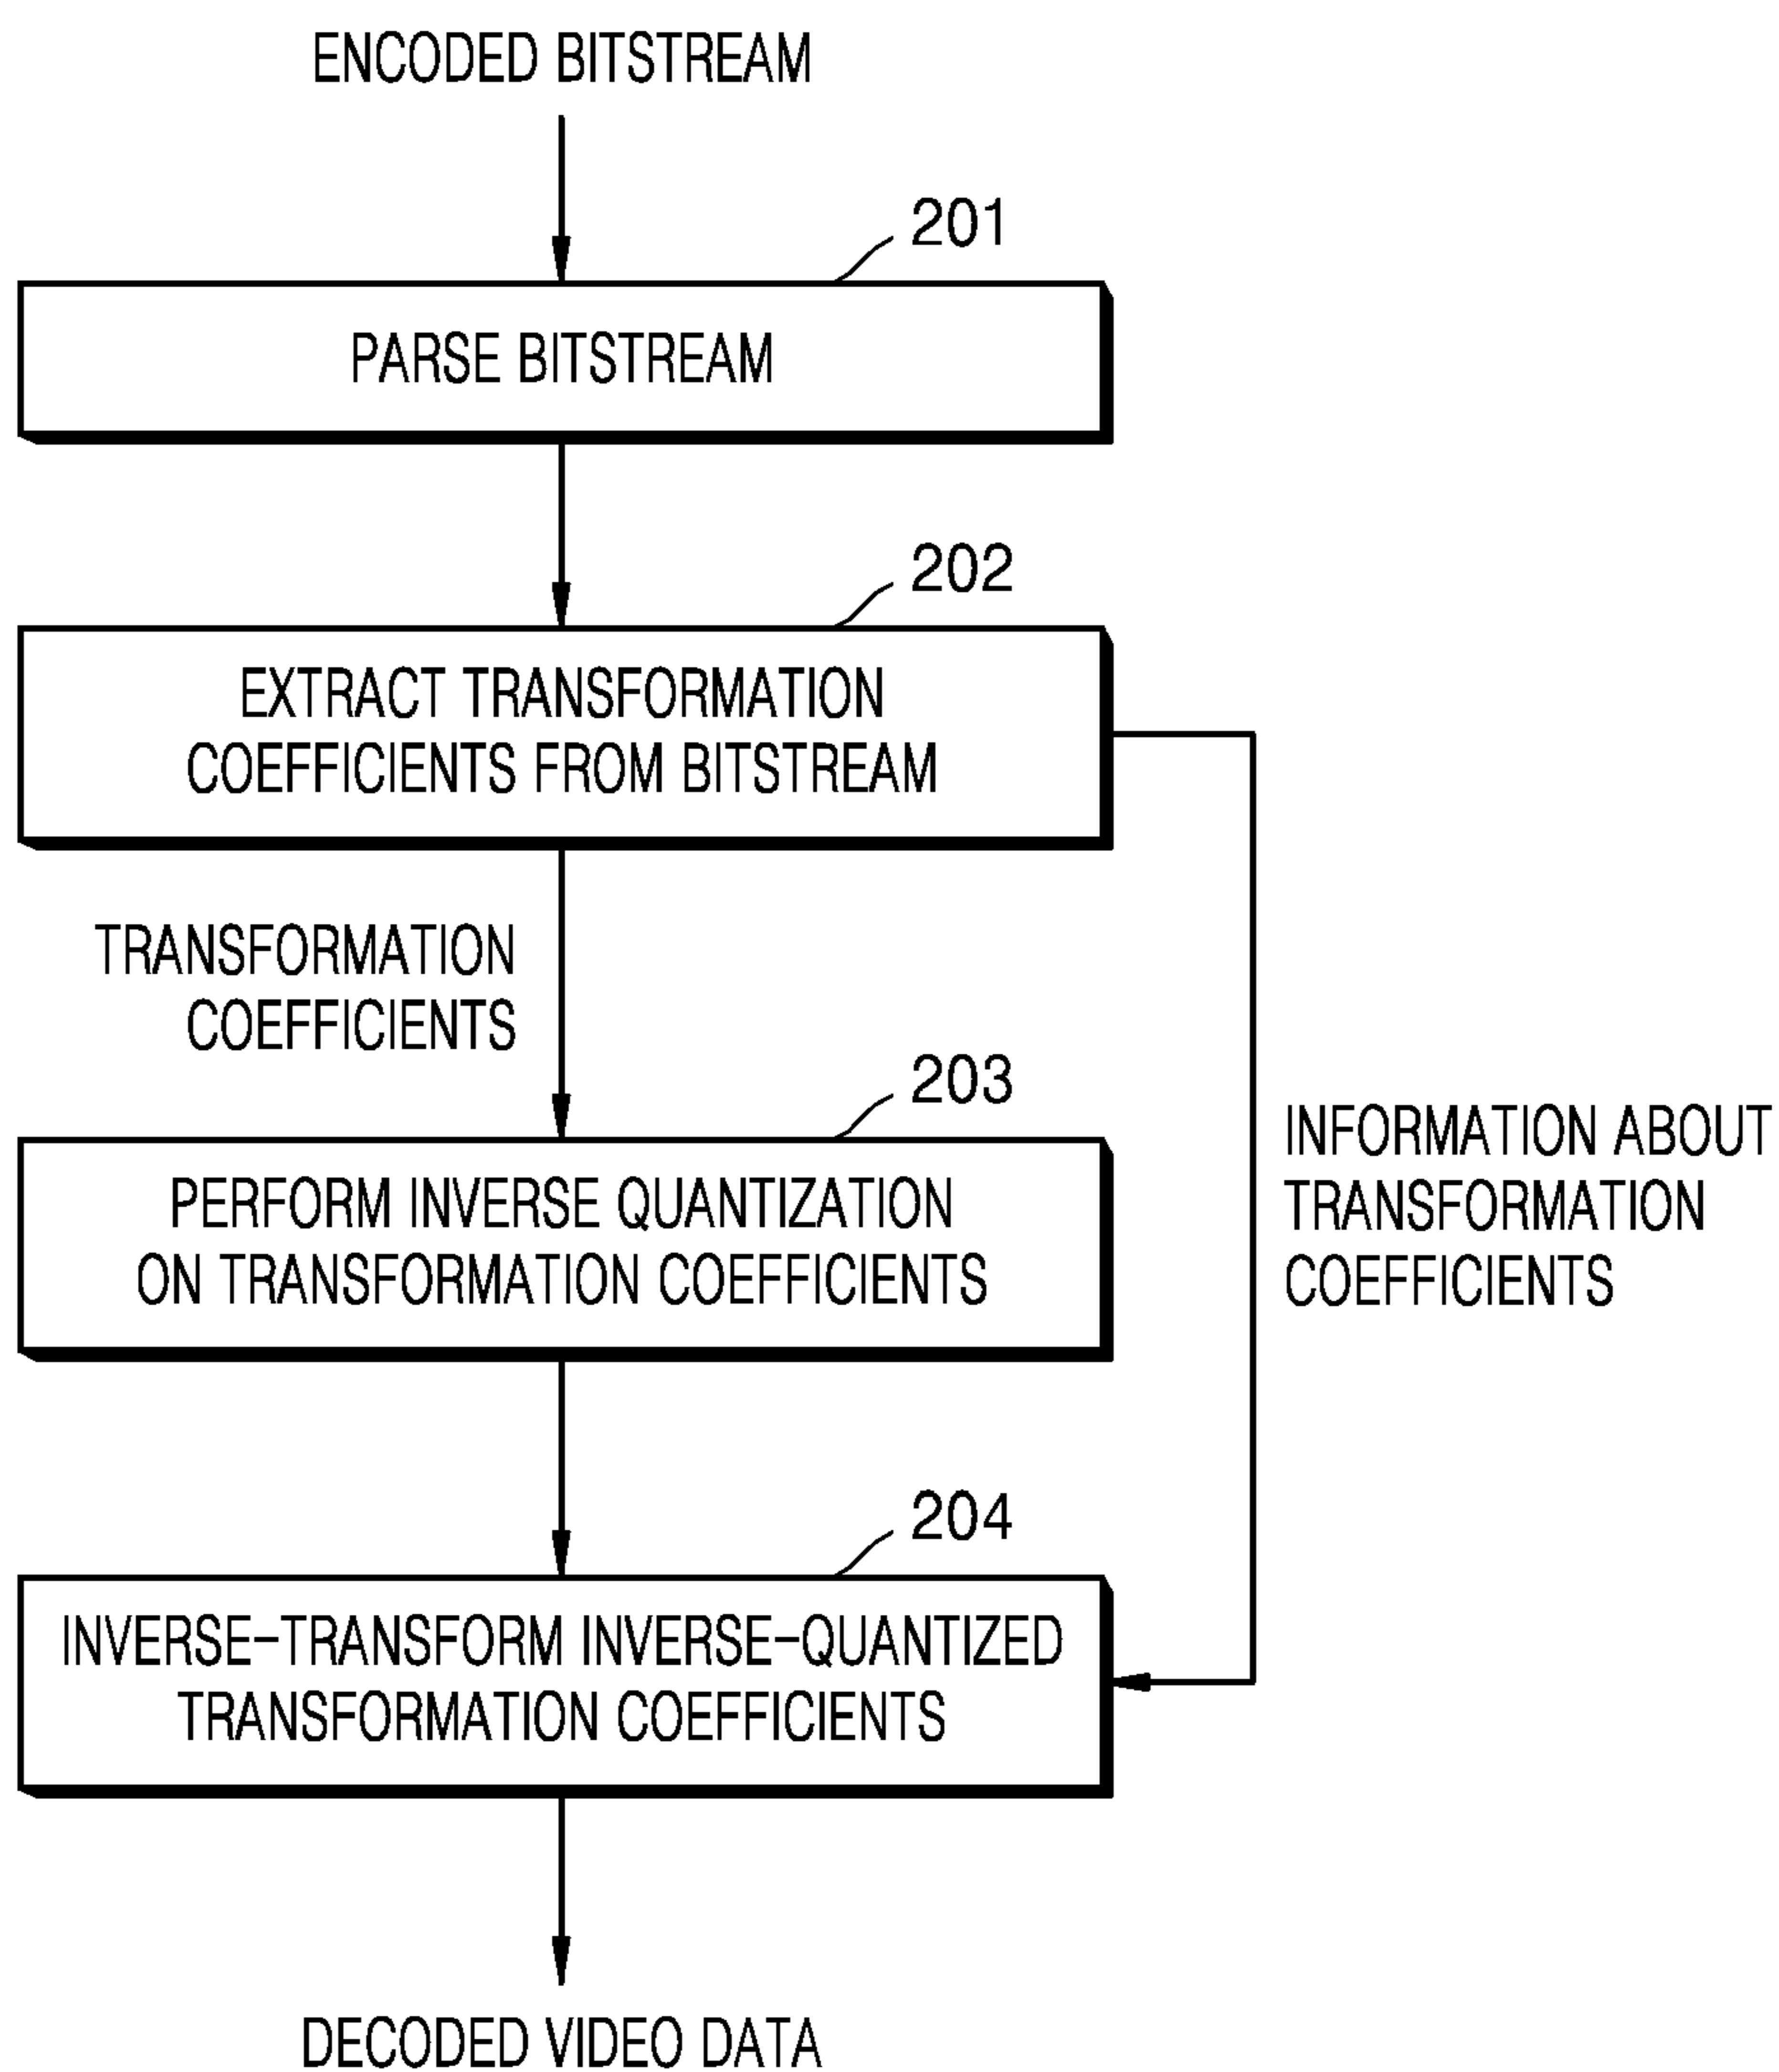 ENCODED BITSTREAM
201
PARSE BITSTREAM
202
EXTRACT TRANSFORMATION
COEFFICIENTS FROM BITSTREAM
TRANSFORMATION
COEFFICIENTS
203
PERFORM INVERSE QUANTIZATION
ON TRANSFORMATION COEFFICIENTS
INFORMATION ABOUT
TRANSFORMATION
COEFFICIENTS
204
INVERSE-TRANSFORM INVERSE-QUANTIZED
TRANSFORMATION COEFFICIENTS
DECODED VIDEO DATA